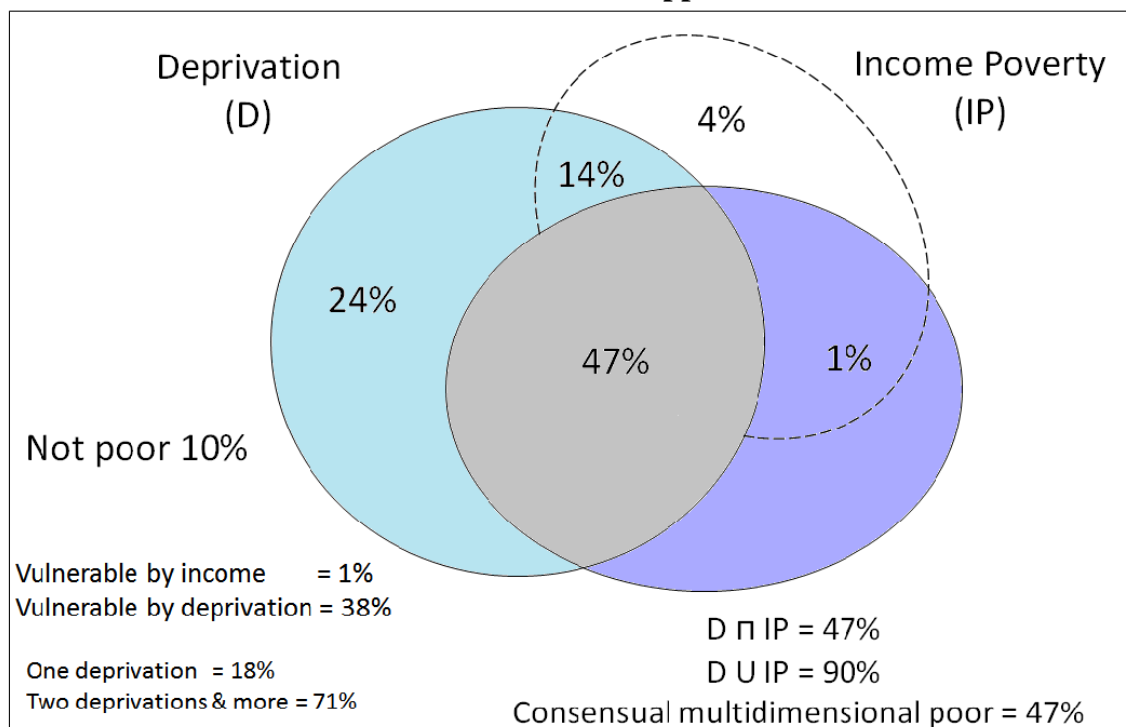 Deprivation
(D)
Income Poverty
(IP)
4%
14%
24%
47%
1%
Not poor 10%
Vulnerable by income = 1%
Vulnerable by deprivation = 38%
One deprivation = 18%
Two deprivations & more = 71%
D ⊓ IP = 47%
D U IP = 90%
Consensual multidimensional poor = 47%